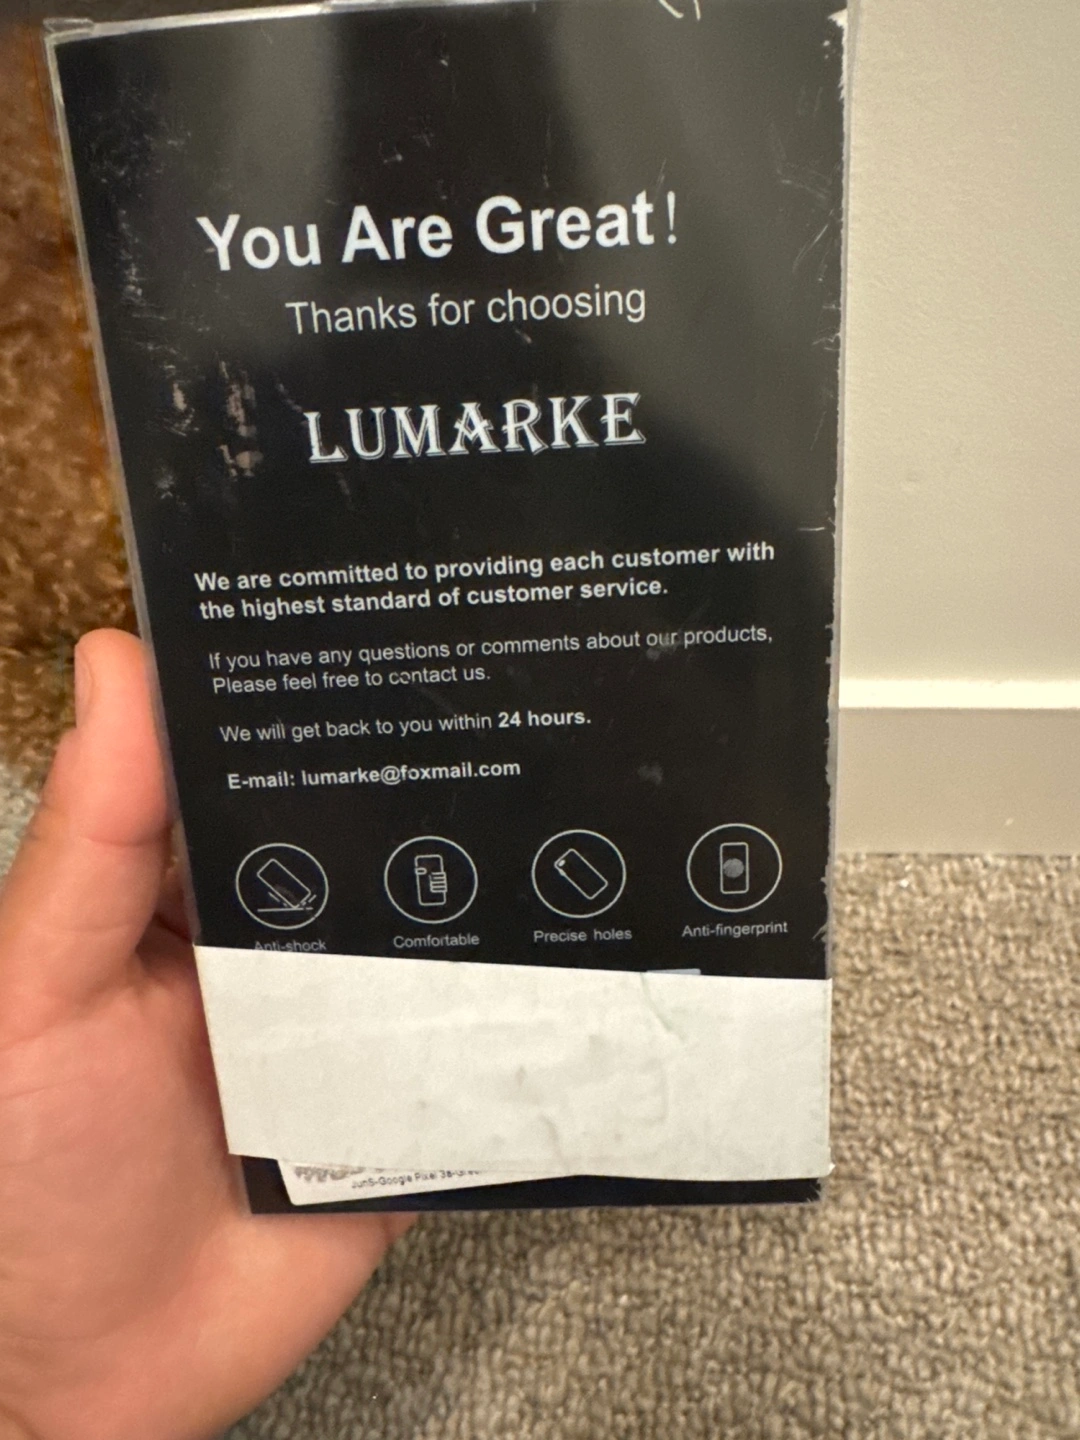 You Are Great!
Thanks for choosing
LUMARKE
We are committed to providing each customer with
the highest standard of customer service.
If you have any questions or comments about our products,
Please feel free to contact us.
We will get back to you within 24 hours.
E-mail: lumarke@foxmail.com
Anti-shock Comfortable Precise holes Anti-fingerprint
Google Pixel